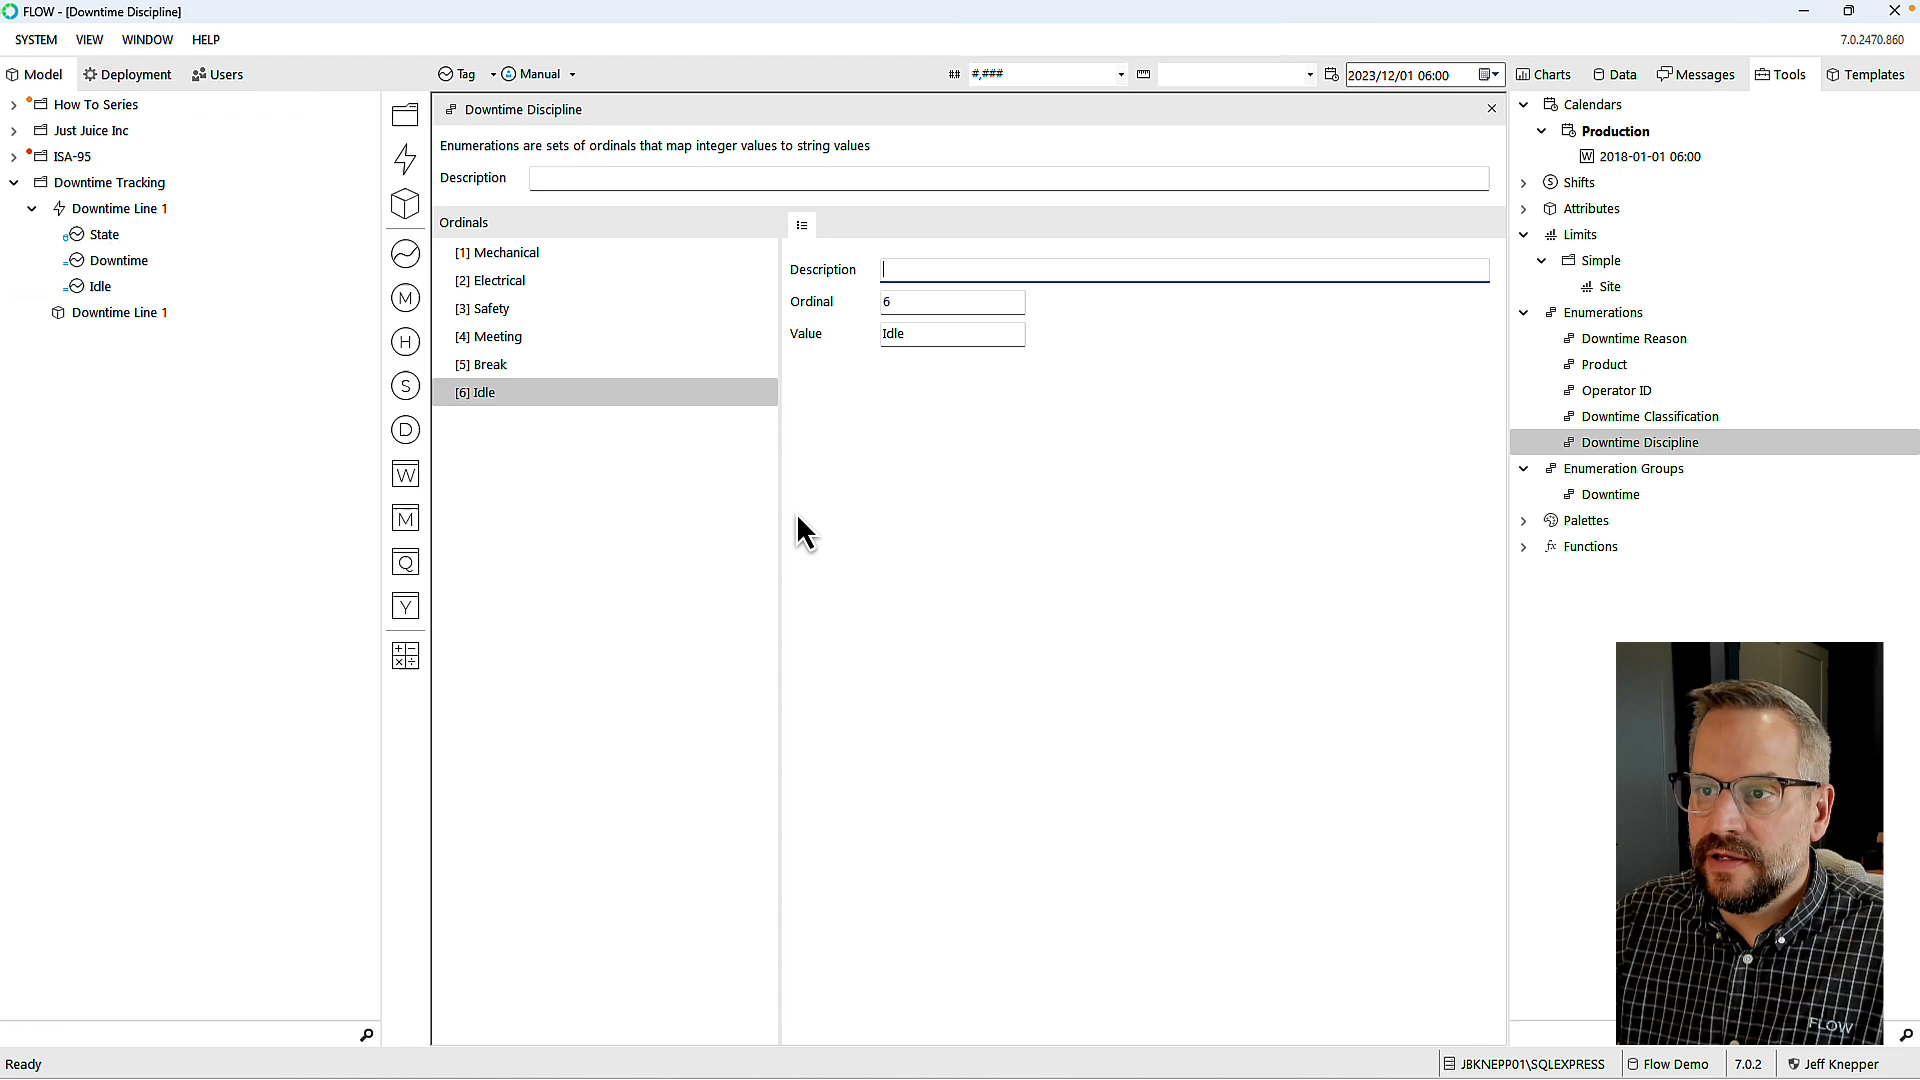 FLOW - [Downtime Discipline]
SYSTEM VIEW WINDOW HELP
7.0.2470.860
Model Deployment Users
Tag Manual
## #,###
2023/12/01 06:00
Charts Data Messages Tools Templates
How To Series
Just Juice Inc
ISA-95
Downtime Tracking
Downtime Line 1
State
Downtime
Idle
Downtime Line 1
M
H
S
D
W
M
Q
Y
Downtime Discipline
Enumerations are sets of ordinals that map integer values to string values
Description
Ordinals
[1] Mechanical
[2] Electrical
[3] Safety
[4] Meeting
[5] Break
[6] Idle
Description
Ordinal 6
Value Idle
Calendars
Production
W 2018-01-01 06:00
S Shifts
Attributes
Limits
Simple
Site
Enumerations
Downtime Reason
Product
Operator ID
Downtime Classification
Downtime Discipline
Enumeration Groups
Downtime
Palettes
fx Functions
FLOW
Ready
JBKNEPP01\SQLEXPRESS Flow Demo 7.0.2 Jeff Knepper